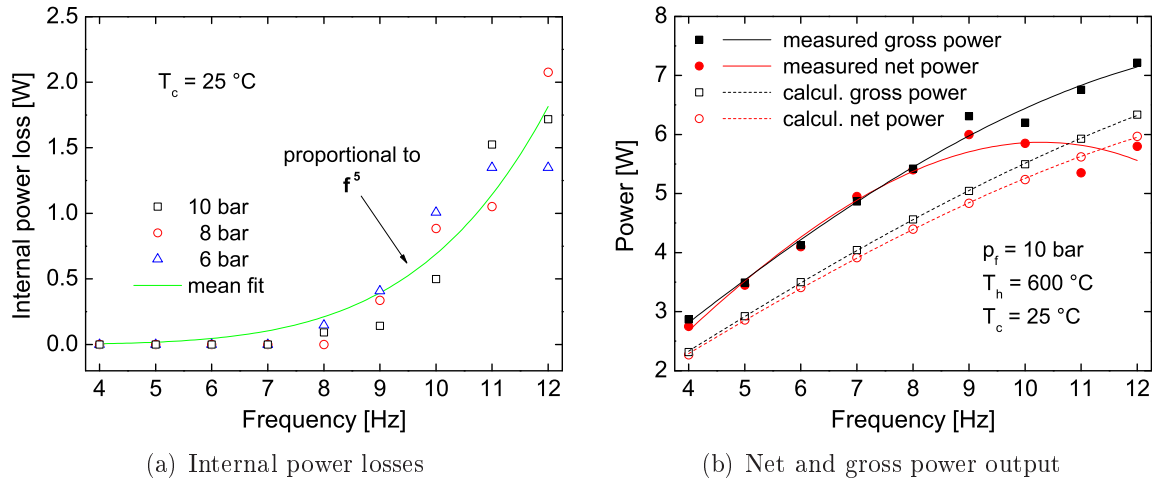 2.5
2.0
1.5
1.0
0.5
0.0
Internal power loss [W]
T_c = 25 °C
proportional to
f^5
10 bar
8 bar
6 bar
mean fit
4 5 6 7 8 9 10 11 12
Frequency [Hz]
(a) Internal power losses
8
7
6
5
4
3
2
Power [W]
measured gross power
measured net power
calcul. gross power
calcul. net power
p_f = 10 bar
T_h = 600 °C
T_c = 25 °C
4 5 6 7 8 9 10 11 12
Frequency [Hz]
(b) Net and gross power output